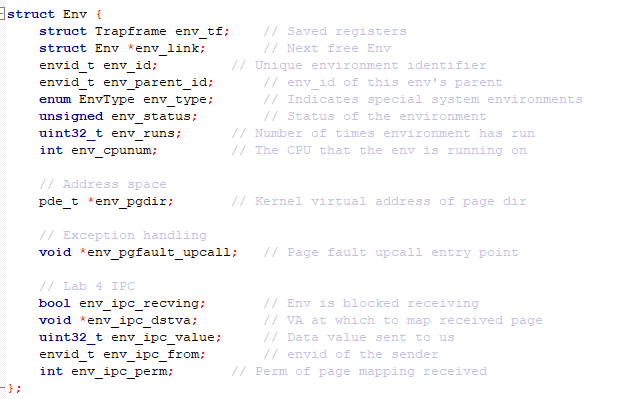 struct Env {
struct Trapframe env_tf; // Saved registers
struct Env *env_link; // Next free Env
envid_t env_id; // Unique environment identifier
envid_t env_parent_id; // env_id of this env's parent
enum EnvType env_type; // Indicates special system environments
unsigned env_status; // Status of the environment
uint32_t env_runs; // Number of times environment has run
int env_cpunum; // The CPU that the env is running on
// Address space
pde_t *env_pgdir; // Kernel virtual address of page dir
// Exception handling
void *env_pgfault_upcall; // Page fault upcall entry point
// Lab 4 IPC
bool env_ipc_recving; // Env is blocked receiving
void *env_ipc_dstva; // VA at which to map received page
uint32_t env_ipc_value; // Data value sent to us
envid_t env_ipc_from; // envid of the sender
int env_ipc_perm; // Perm of page mapping received
};